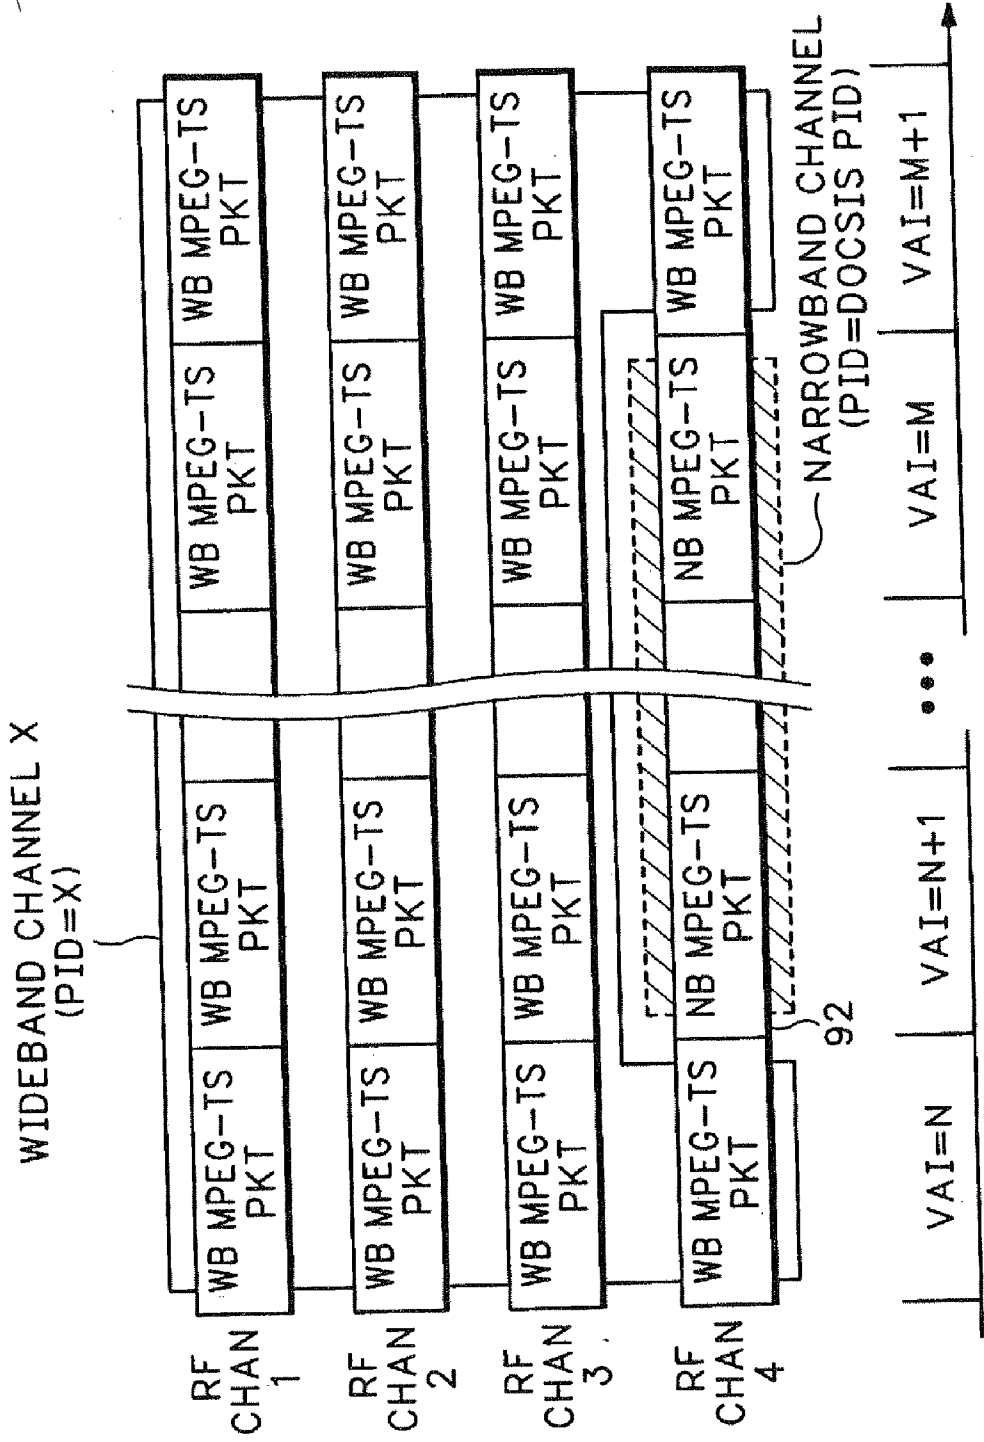 WIDEBAND CHANNEL X
(PID=X)
RF
CHAN
1
WB MPEG-TS
PKT
WB MPEG-TS
PKT
WB MPEG-TS
PKT
WB MPEG-TS
PKT
RF
CHAN
2
WB MPEG-TS
PKT
WB MPEG-TS
PKT
WB MPEG-TS
PKT
WB MPEG-TS
PKT
RF
CHAN
3
WB MPEG-TS
PKT
WB MPEG-TS
PKT
WB MPEG-TS
PKT
WB MPEG-TS
PKT
RF
CHAN
4
WB MPEG-TS
PKT
NB MPEG-TS
PKT
NB MPEG-TS
PKT
WB MPEG-TS
PKT
92
NARROWBAND CHANNEL
(PID=DOCSIS PID)
VAI=N
VAI=N+1
•••
VAI=M
VAI=M+1